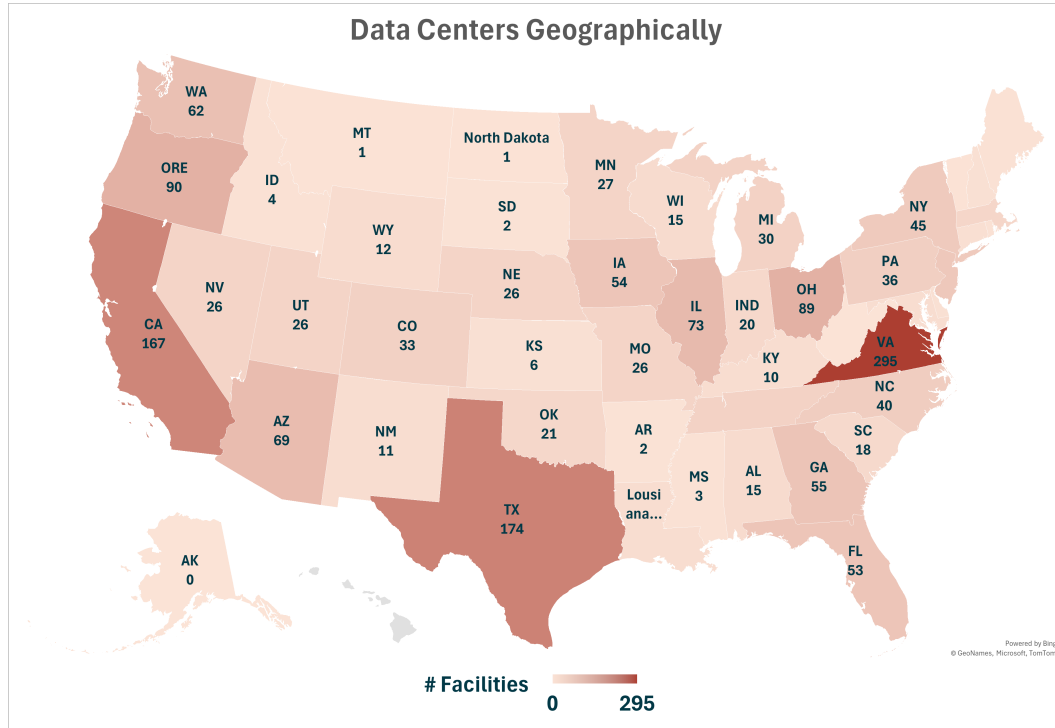 Data Centers Geographically
WA
62
MT
1
North Dakota
1
MN
27
ORE
90
ID
4
SD
2
WI
15
MI
30
NY
45
WY
12
PA
36
IA
54
NE
26
NV
26
UT
26
IL
73
IND
20
OH
89
CA
167
CO
33
VA
295
KS
6
MO
26
KY
10
NC
40
AZ
69
NM
11
OK
21
AR
2
SC
18
GA
55
MS
3
AL
15
Lousi
ana...
TX
174
FL
53
AK
0
Powered by Bing
© GeoNames, Microsoft, TomTom
# Facilities
0
295